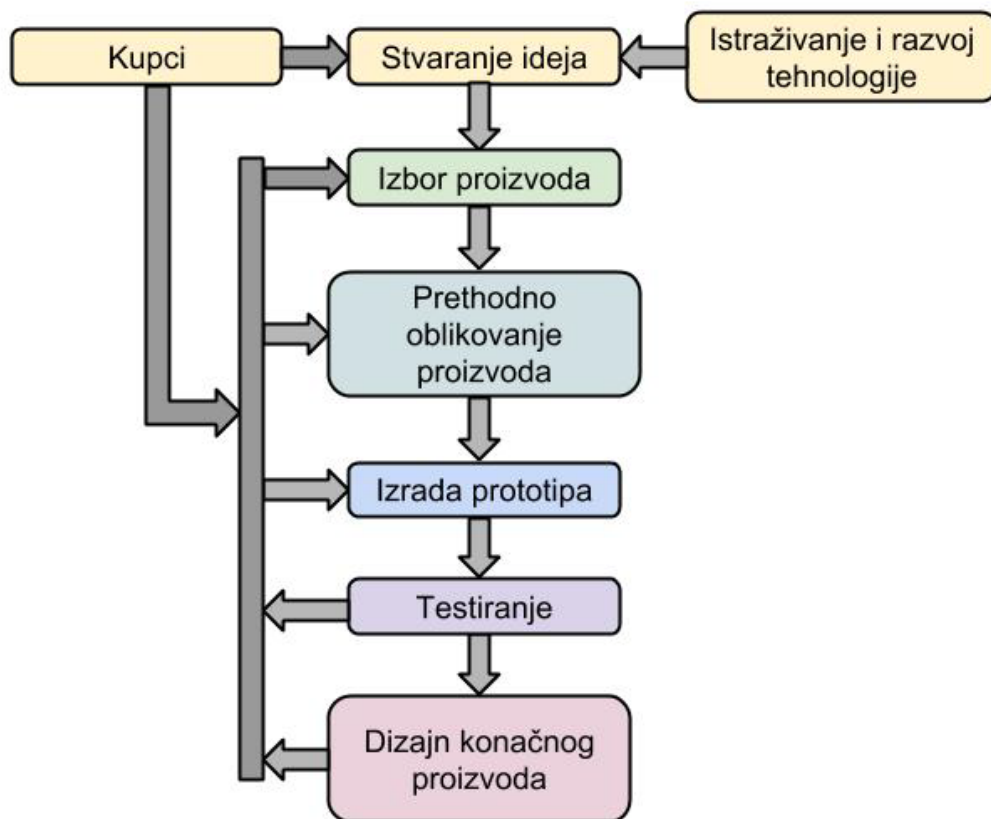 Kupci
Stvaranje ideja
Istraživanje i razvoj
tehnologije
Izbor proizvoda
Prethodno
oblikovanje
proizvoda
Izrada prototipa
Testiranje
Dizajn konačnog
proizvoda